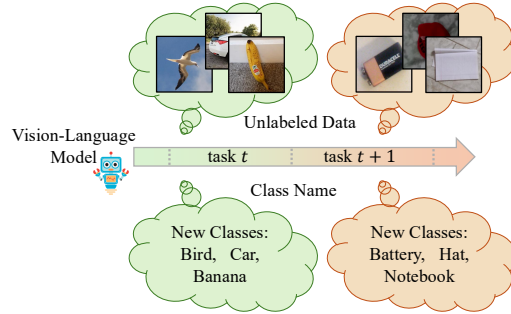 DURACELL
Unlabeled Data
Vision-Language
Model
task t
task t + 1
Class Name
New Classes:
Bird, Car,
Banana
New Classes:
Battery, Hat,
Notebook